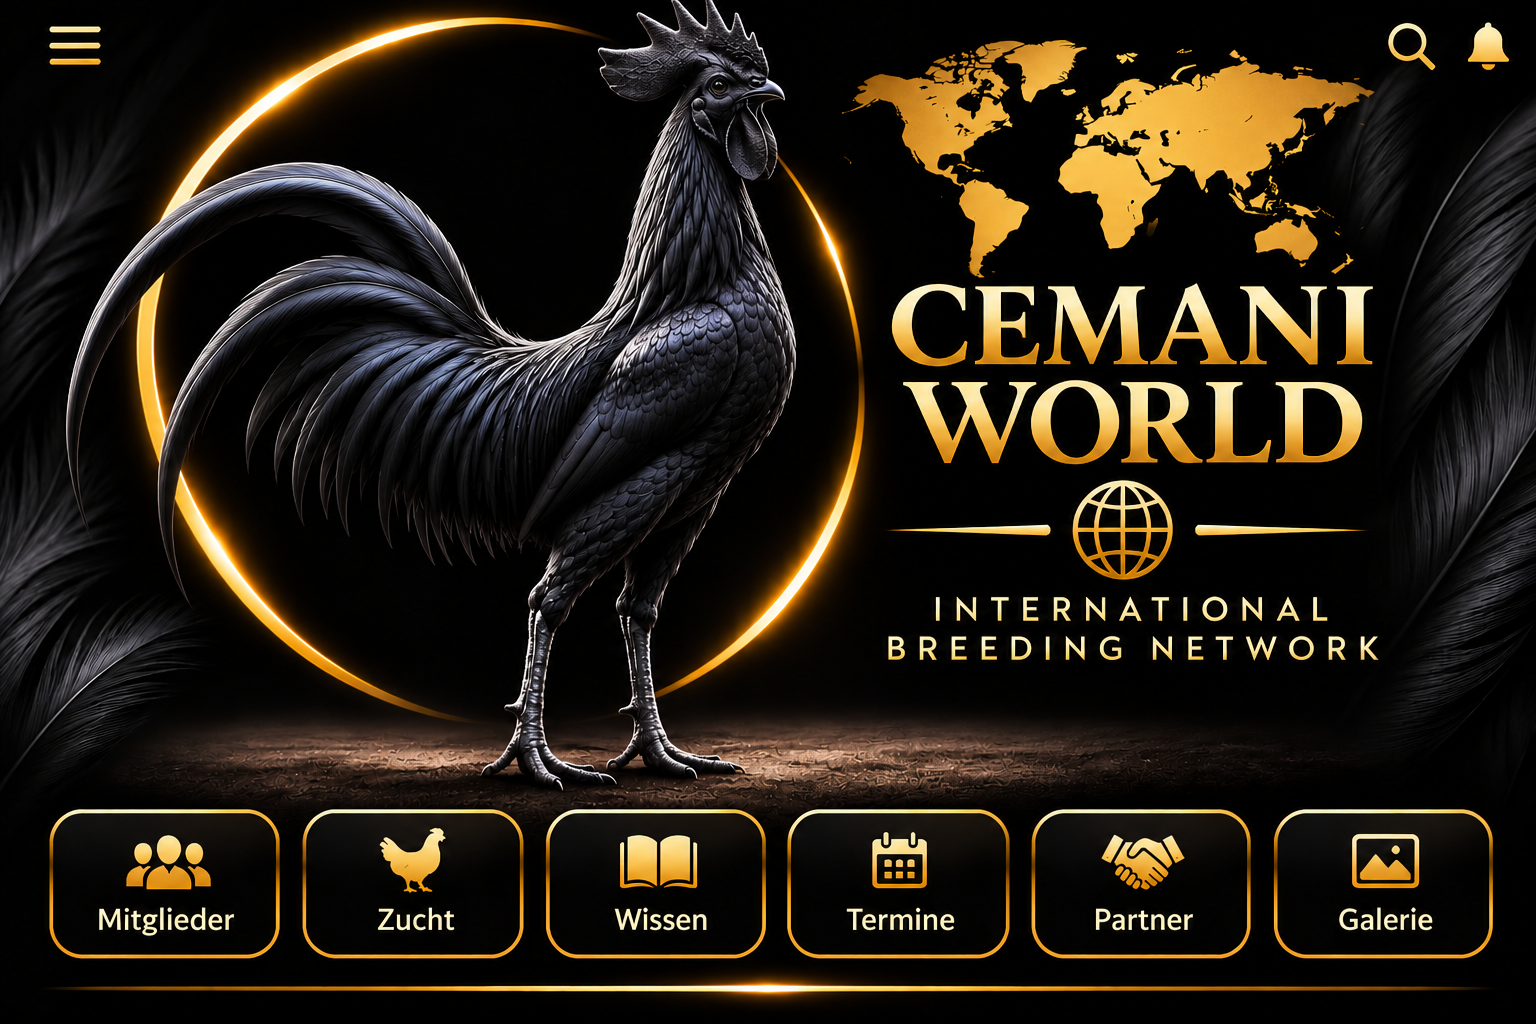 CEMANI
WORLD
INTERNATIONAL
BREEDING NETWORK
Mitglieder
Zucht
Wissen
Termine
Partner
Galerie